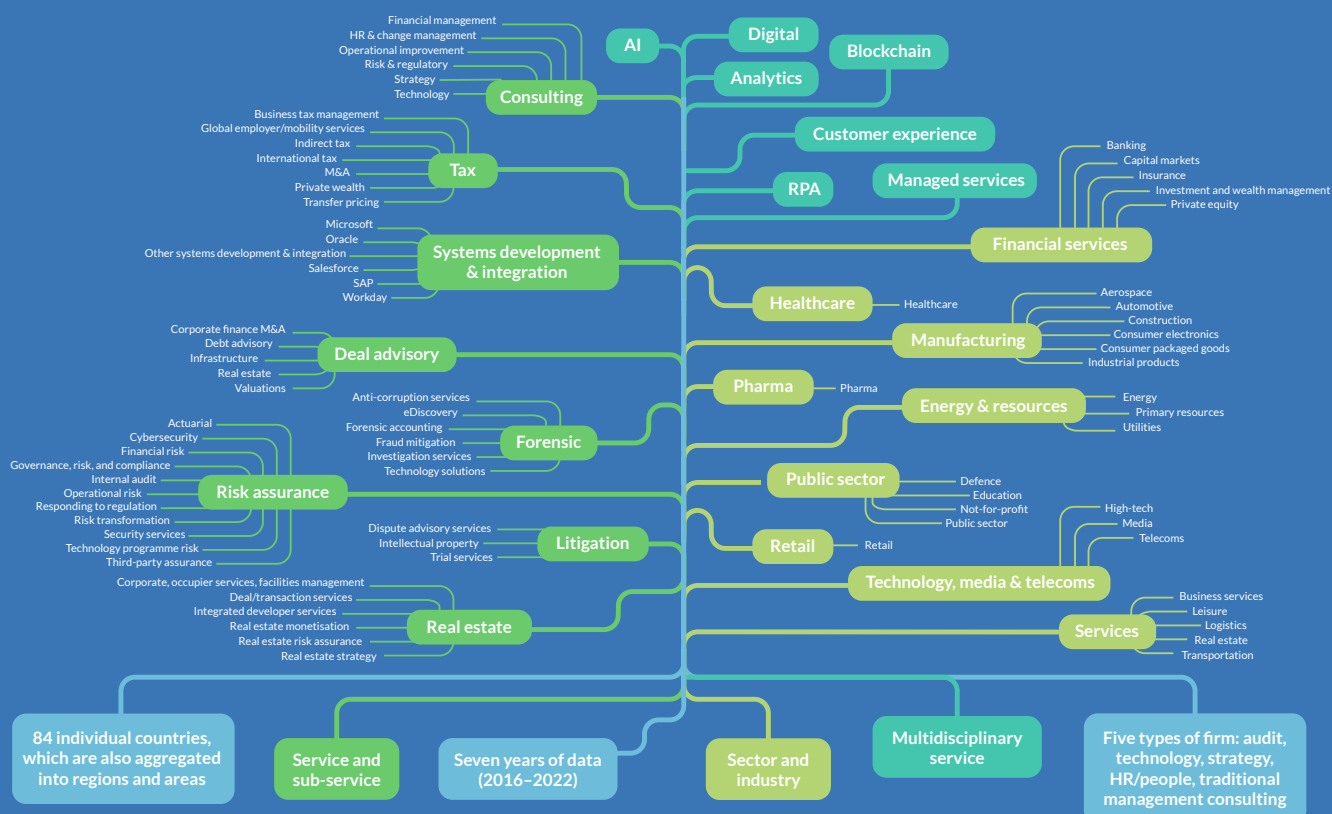 Financial management
HR & change management
Operational improvement
Risk & regulatory
Strategy
Technology
Consulting
Business tax management
Global employer/mobility services
Indirect tax
International tax
M&A
Private wealth
Transfer pricing
Tax
Microsoft
Oracle
Other systems development & integration
Salesforce
SAP
Workday
Systems development
& integration
Corporate finance M&A
Debt advisory
Infrastructure
Real estate
Valuations
Deal advisory
Anti-corruption services
eDiscovery
Forensic accounting
Fraud mitigation
Investigation services
Technology solutions
Forensic
Actuarial
Cybersecurity
Financial risk
Governance, risk, and compliance
Internal audit
Operational risk
Responding to regulation
Risk transformation
Security services
Technology programme risk
Third-party assurance
Risk assurance
Dispute advisory services
Intellectual property
Trial services
Litigation
Corporate, occupier services, facilities management
Deal/transaction services
Integrated developer services
Real estate monetisation
Real estate risk assurance
Real estate strategy
Real estate
AI
Digital
Blockchain
Analytics
Customer experience
RPA
Managed services
Banking
Capital markets
Insurance
Investment and wealth management
Private equity
Financial services
Healthcare
Healthcare
Aerospace
Automotive
Construction
Consumer electronics
Consumer packaged goods
Industrial products
Manufacturing
Pharma
Pharma
Energy & resources
Energy
Primary resources
Utilities
Public sector
Defence
Education
Not-for-profit
Public sector
Retail
Retail
High-tech
Media
Telecoms
Technology, media & telecoms
Business services
Leisure
Logistics
Real estate
Transportation
Services
84 individual countries,
which are also aggregated
into regions and areas
Service and
sub-service
Seven years of data
(2016–2022)
Sector and
industry
Multidisciplinary
service
Five types of firm: audit,
technology, strategy,
HR/people, traditional
management consulting